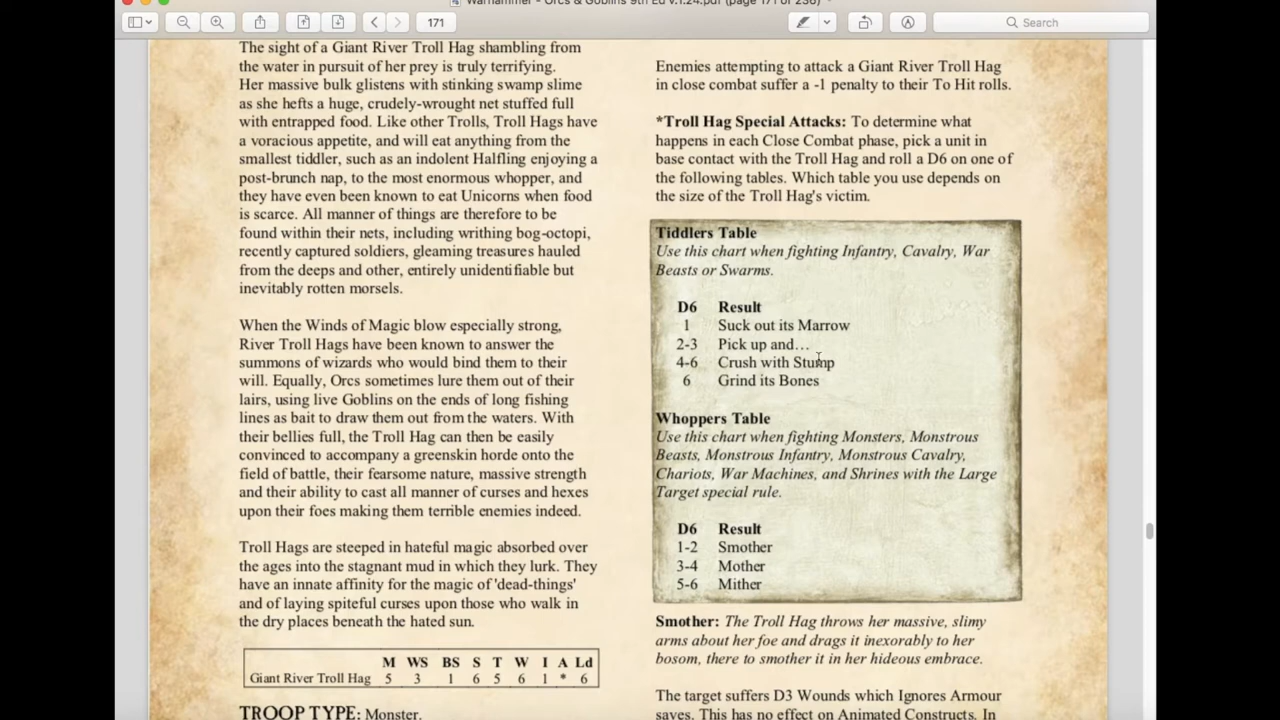 Warhammer - Orcs & Goblins 9th Ed v.1.24.pdf (page 171 of 236)
171
Search
The sight of a Giant River Troll Hag shambling from
the water in pursuit of her prey is truly terrifying.
Her massive bulk glistens with stinking swamp slime
as she hefts a huge, crudely-wrought net stuffed full
with entrapped food. Like other Trolls, Troll Hags have
a voracious appetite, and will eat anything from the
smallest tiddler, such as an indolent Halfling enjoying a
post-brunch nap, to the most enormous whopper, and
they have even been known to eat Unicorns when food
is scarce. All manner of things are therefore to be
found within their nets, including writhing bog-octopi,
recently captured soldiers, gleaming treasures hauled
from the deeps and other, entirely unidentifiable but
inevitably rotten morsels.
When the Winds of Magic blow especially strong,
River Troll Hags have been known to answer the
summons of wizards who would bind them to their
will. Equally, Orcs sometimes lure them out of their
lairs, using live Goblins on the ends of long fishing
lines as bait to draw them out from the waters. With
their bellies full, the Troll Hag can then be easily
convinced to accompany a greenskin horde onto the
field of battle, their fearsome nature, massive strength
and their ability to cast all manner of curses and hexes
upon their foes making them terrible enemies indeed.
Troll Hags are steeped in hateful magic absorbed over
the ages into the stagnant mud in which they lurk. They
have an innate affinity for the magic of 'dead-things'
and of laying spiteful curses upon those who walk in
the dry places beneath the hated sun.
M WS BS S T W I A Ld
Giant River Troll Hag 5 3 1 6 5 6 1 * 6
TROOP TYPE: Monster.
Enemies attempting to attack a Giant River Troll Hag
in close combat suffer a -1 penalty to their To Hit rolls.
*Troll Hag Special Attacks: To determine what
happens in each Close Combat phase, pick a unit in
base contact with the Troll Hag and roll a D6 on one of
the following tables. Which table you use depends on
the size of the Troll Hag's victim.
Tiddlers Table
Use this chart when fighting Infantry, Cavalry, War
Beasts or Swarms.
D6 Result
1 Suck out its Marrow
2-3 Pick up and…
4-6 Crush with Stump
6 Grind its Bones
Whoppers Table
Use this chart when fighting Monsters, Monstrous
Beasts, Monstrous Infantry, Monstrous Cavalry,
Chariots, War Machines, and Shrines with the Large
Target special rule.
D6 Result
1-2 Smother
3-4 Mother
5-6 Mither
Smother: The Troll Hag throws her massive, slimy
arms about her foe and drags it inexorably to her
bosom, there to smother it in her hideous embrace.
The target suffers D3 Wounds which Ignores Armour
saves. This has no effect on Animated Constructs. In